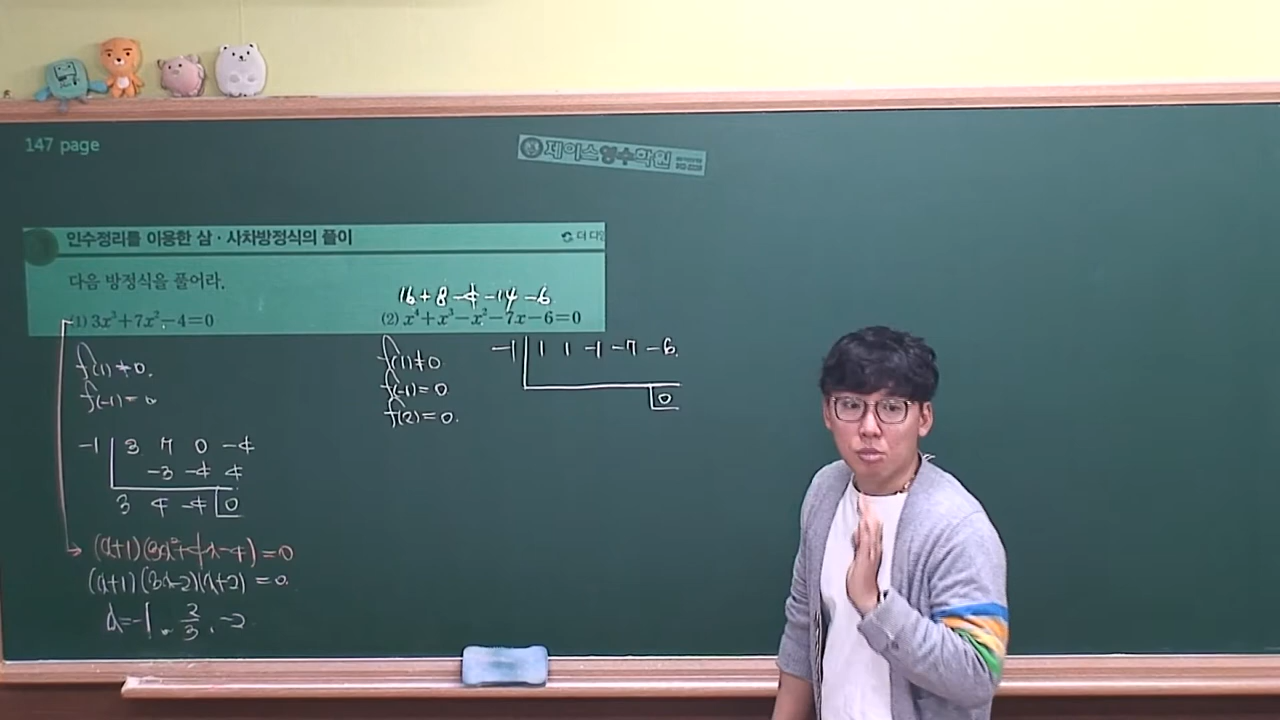 147 page
제이스영수학원
인수정리를 이용한 삼·사차방정식의 풀이
더 다양
다음 방정식을 풀어라.
16+8-4-14-6
(1) 3x³+7x²-4=0
(2) x⁴+x³-x²-7x-6=0
f(1)≠0.
f(-1)=0
-1 3 7 0 -4
-3 -4 4
3 4 -4 0
(x+1)(3x²+4x-4)=0
(x+1)(3x-2)(x+2)=0.
x=-1, 2/3, -2
f(1)≠0
f(-1)=0
f(2)=0.
-1 1 1 -1 -7 -6.
0